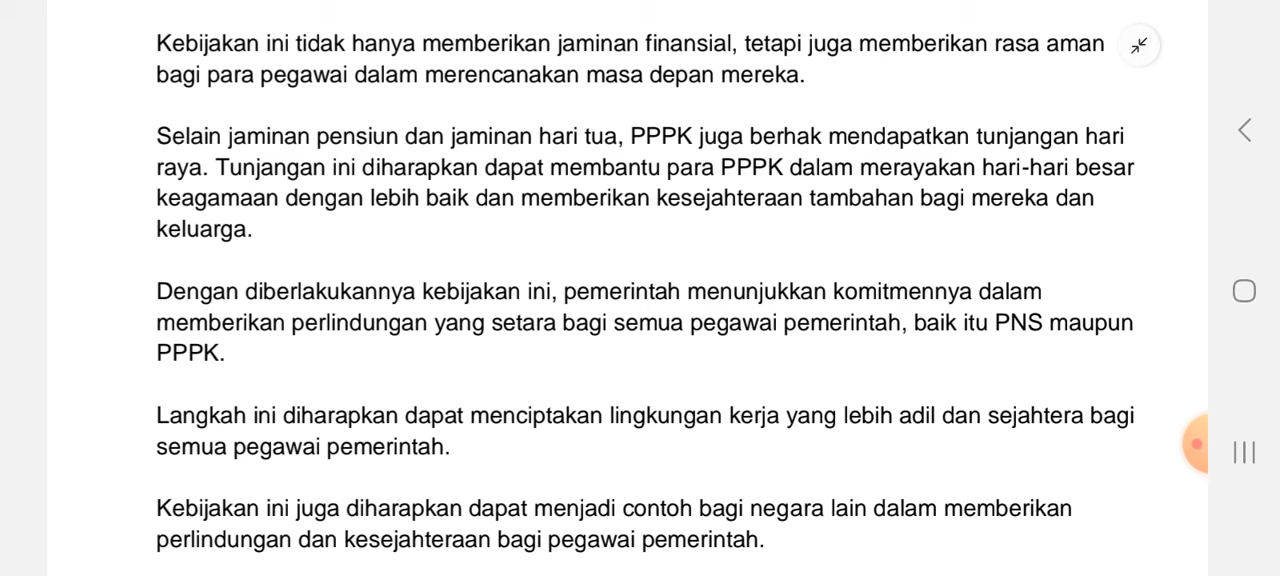 Kebijakan ini tidak hanya memberikan jaminan finansial, tetapi juga memberikan rasa aman
bagi para pegawai dalam merencanakan masa depan mereka.
Selain jaminan pensiun dan jaminan hari tua, PPPK juga berhak mendapatkan tunjangan hari
raya. Tunjangan ini diharapkan dapat membantu para PPPK dalam merayakan hari-hari besar
keagamaan dengan lebih baik dan memberikan kesejahteraan tambahan bagi mereka dan
keluarga.
Dengan diberlakukannya kebijakan ini, pemerintah menunjukkan komitmennya dalam
memberikan perlindungan yang setara bagi semua pegawai pemerintah, baik itu PNS maupun
PPPK.
Langkah ini diharapkan dapat menciptakan lingkungan kerja yang lebih adil dan sejahtera bagi
semua pegawai pemerintah.
Kebijakan ini juga diharapkan dapat menjadi contoh bagi negara lain dalam memberikan
perlindungan dan kesejahteraan bagi pegawai pemerintah.